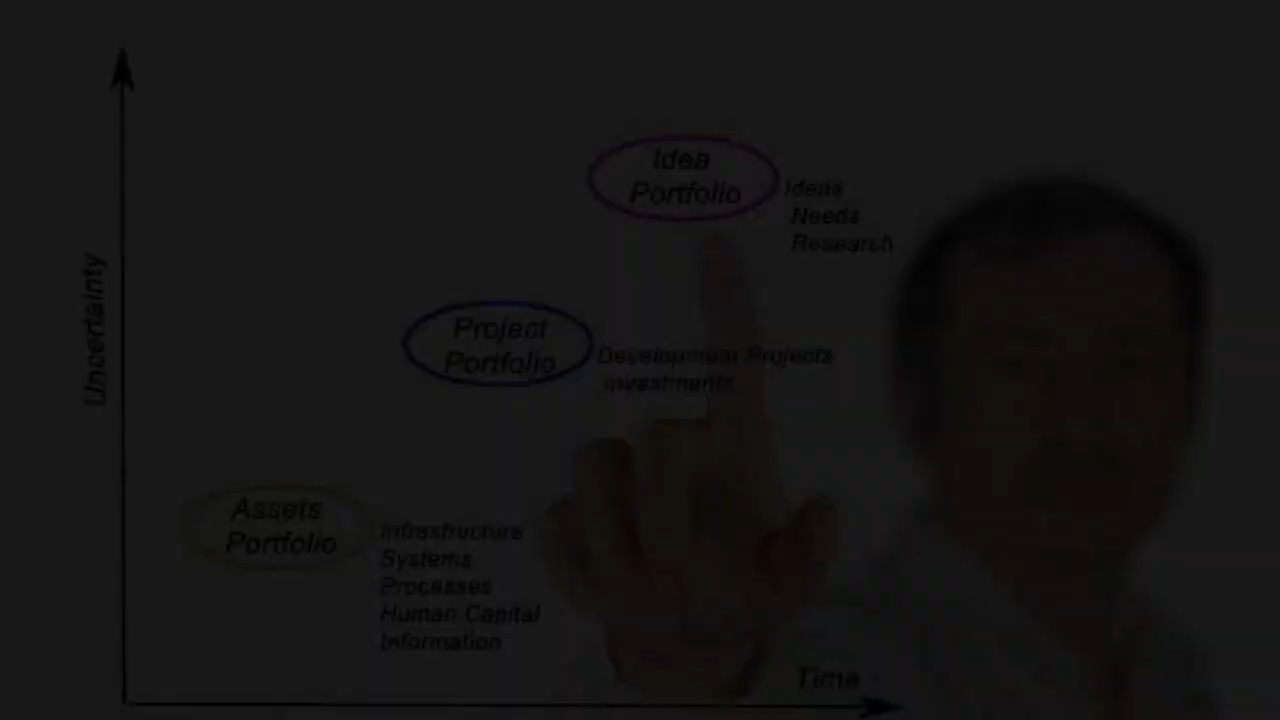 Idea
Portfolio
Ideas
Needs
Research
Uncertainty
Project
Portfolio
Development Projects
Investments
Assets
Portfolio
Infrastructure
Systems
Processes
Human Capital
Information
Time